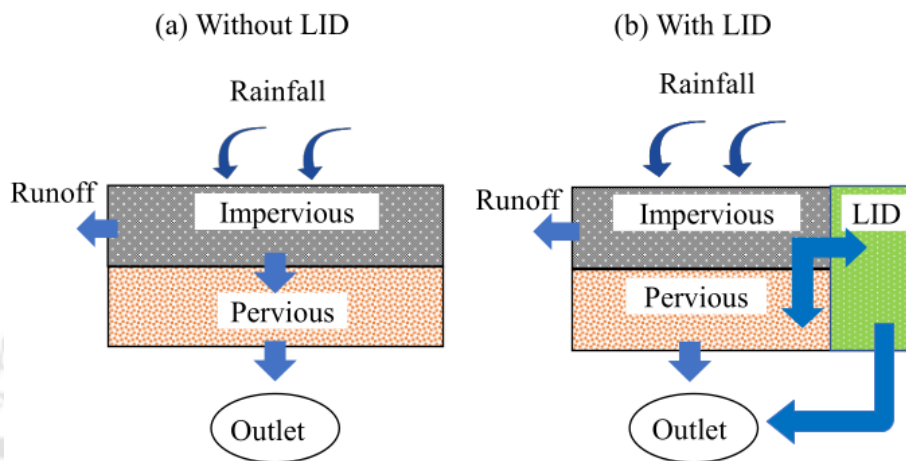 (a) Without LID
Rainfall
Runoff
Impervious
Pervious
Outlet
(b) With LID
Rainfall
Runoff
Impervious
LID
Pervious
Outlet